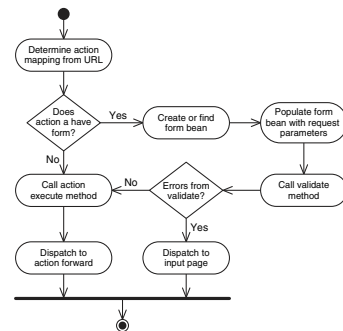 Determine action
mapping from URL
Does
action a have
form?
Yes
Create or find
form bean
Populate form
bean with request
parameters
No
Call action
execute method
No
Errors from
validate?
Call validate
method
Yes
Dispatch to
action forward
Dispatch to
input page